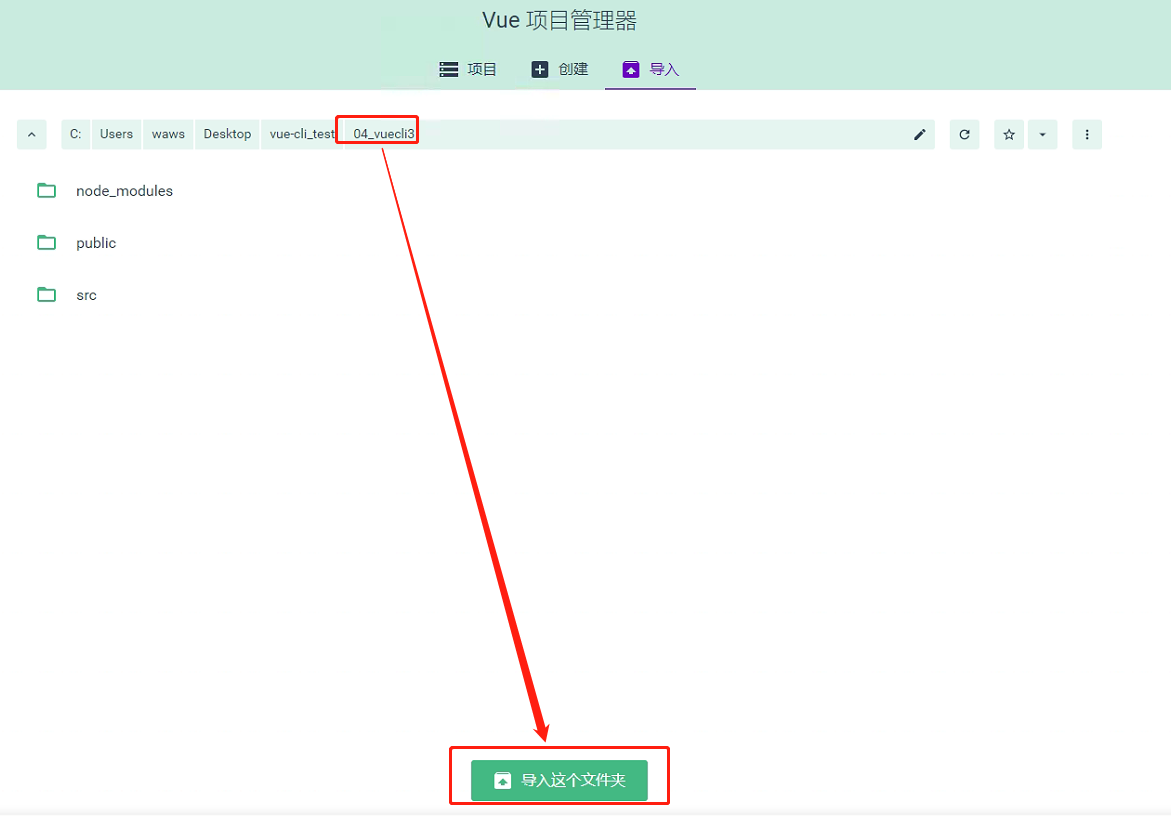 Vue 项目管理器
项目 创建 导入
C: Users waws Desktop vue-cli_test 04_vuecli3
node_modules
public
src
导入这个文件夹